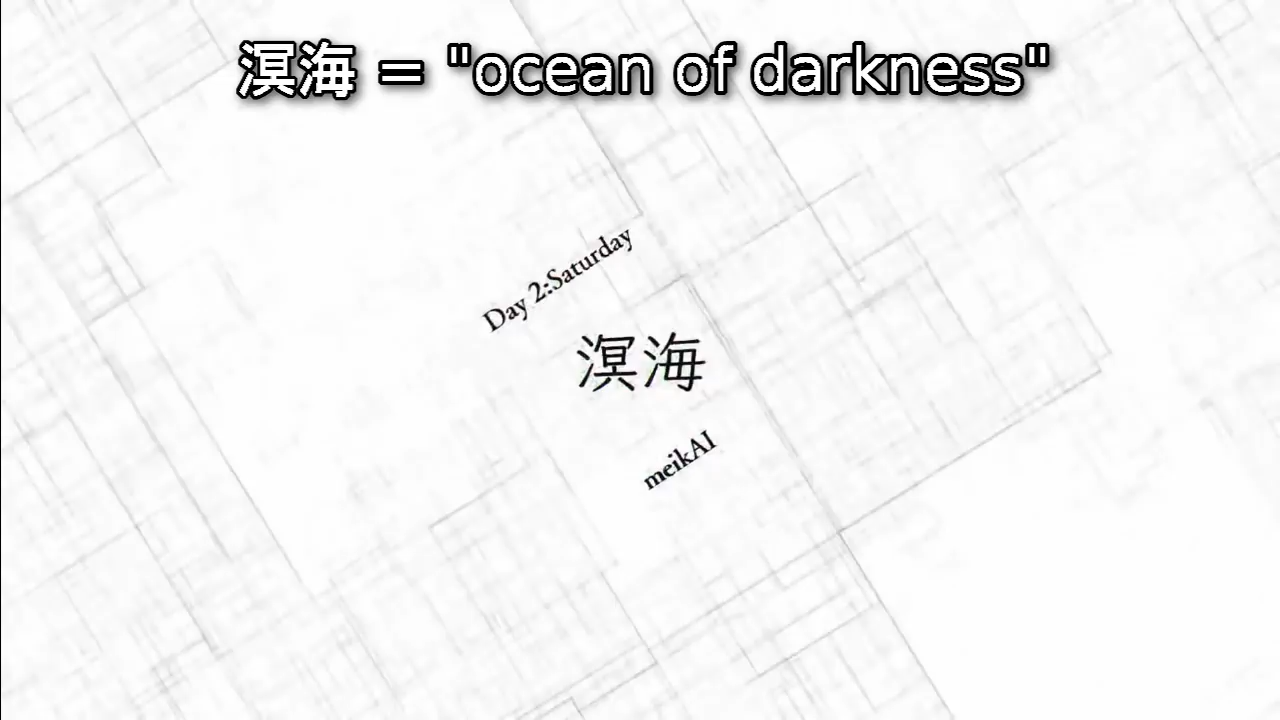 溟海 = "ocean of darkness"
Day 2:Saturday
溟海
meikAI